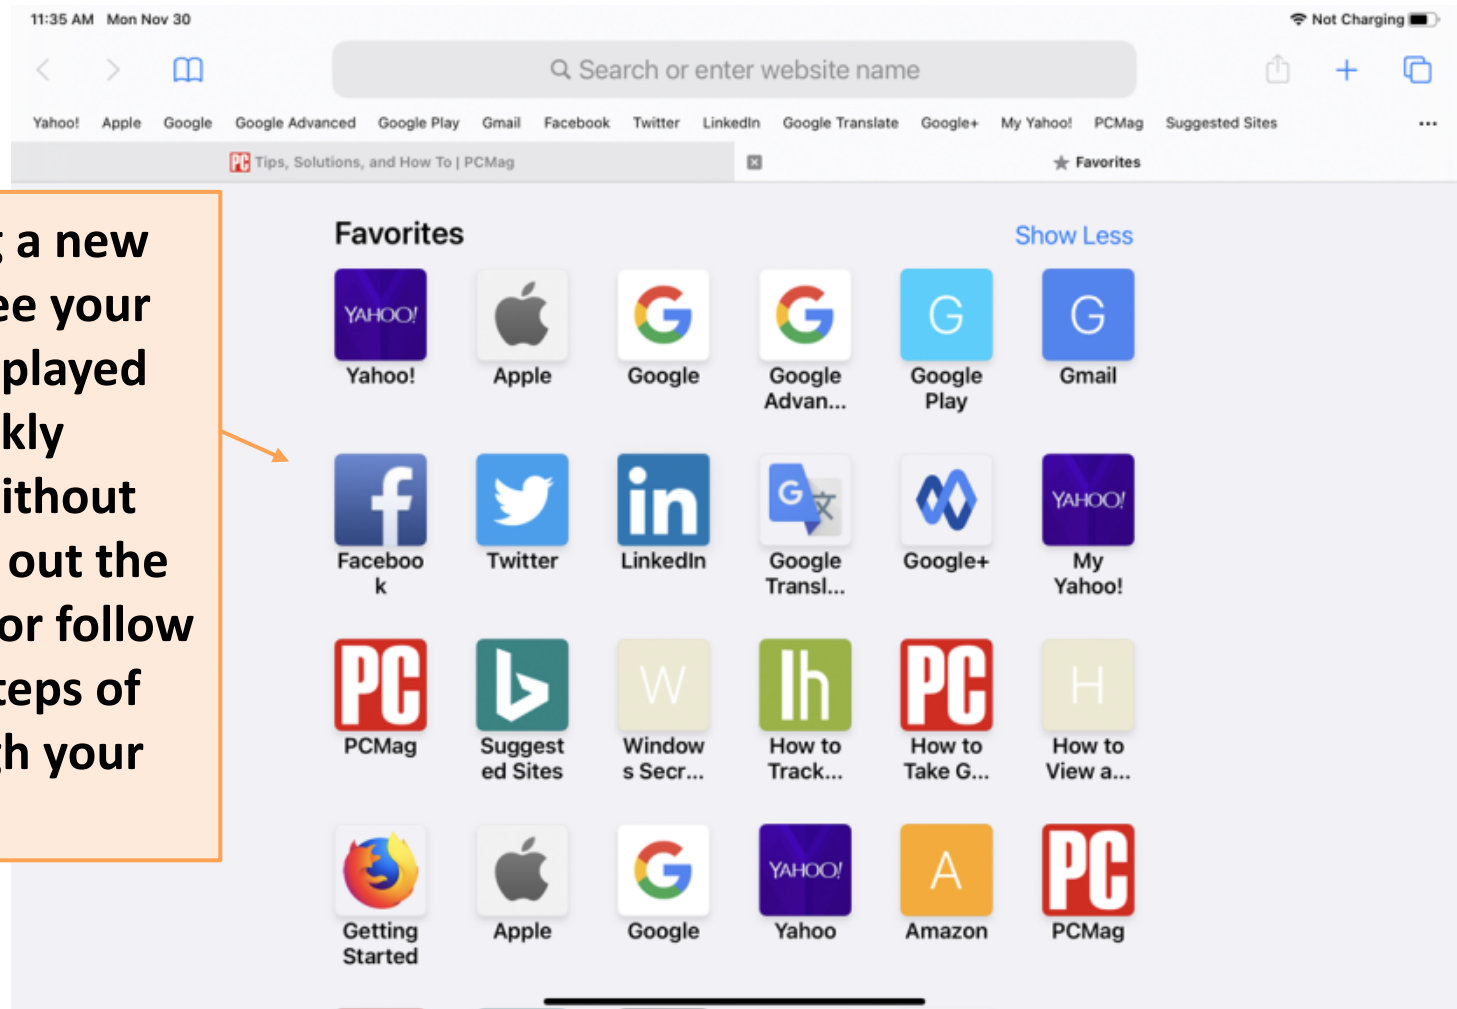 11:35 AM Mon Nov 30 Not Charging
Search or enter website name
Yahoo! Apple Google Google Advanced Google Play Gmail Facebook Twitter LinkedIn Google Translate Google+ My Yahoo! PCMag Suggested Sites ...
PC Tips, Solutions, and How To | PCMag Favorites
g a new
ee your
played
kly
ithout
out the
or follow
teps of
gh your
Favorites Show Less
YAHOO! G G
Yahoo! Apple Google Google Google Gmail
Advan... Play
f in G YAHOO!
Faceboo Twitter LinkedIn Google Google+ My
k Transl... Yahoo!
PC b W lh PC H
PCMag Suggest Window How to How to How to
ed Sites s Secr... Track... Take G... View a...
YAHOO! A PC
Getting Apple Google Yahoo Amazon PCMag
Started